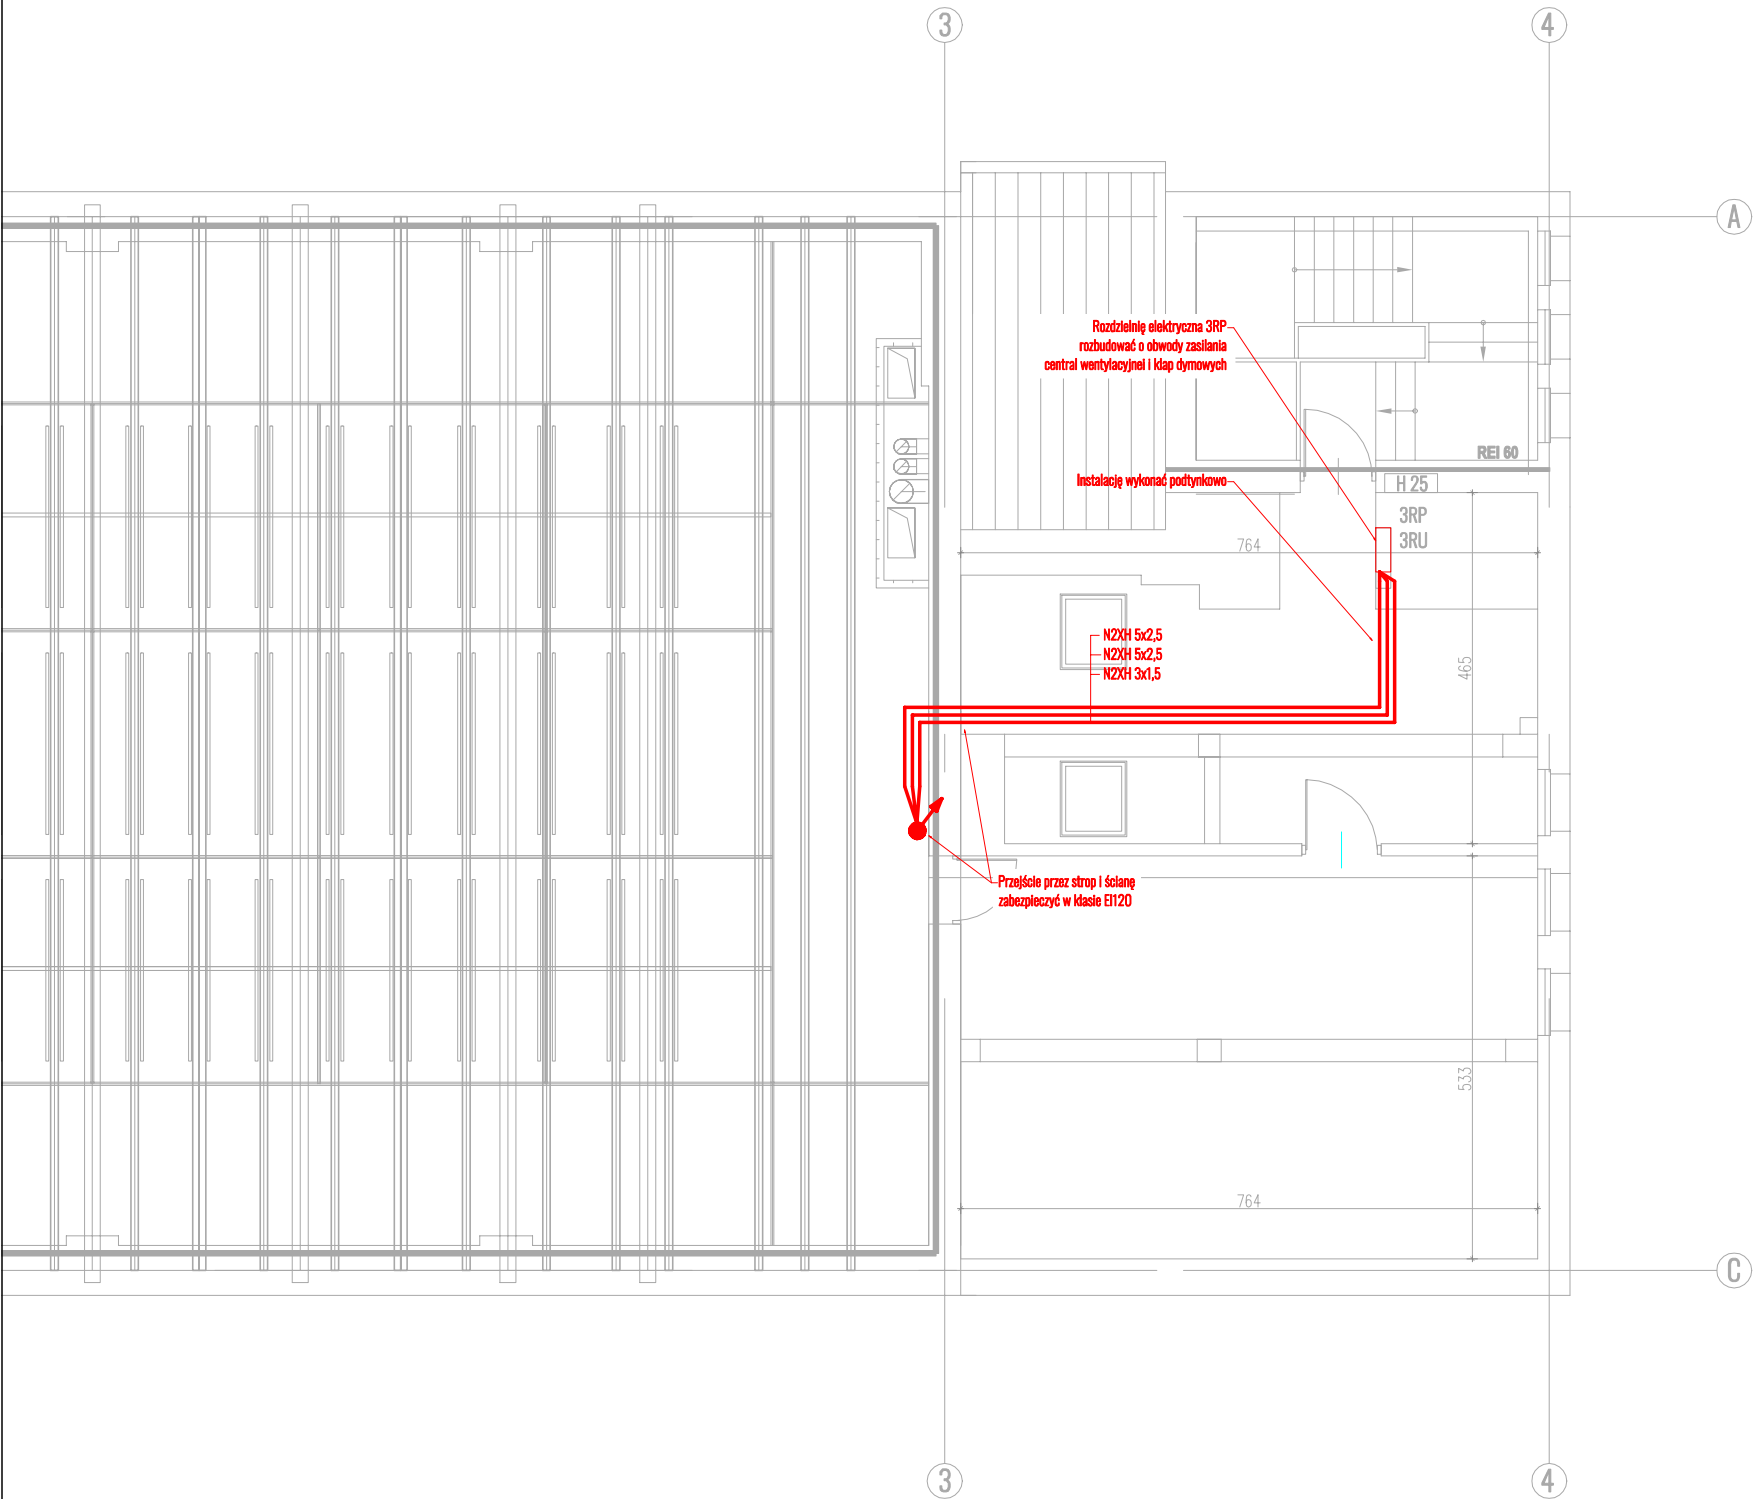 3
4
A
Rozdzielnię elektryczna 3RP
rozbudować o obwody zasilania
central wentylacyjnei i klap dymowych
REI 60
Instalację wykonać podtynkowo
H 25
3RP
3RU
764
N2XH 5x2,5
N2XH 5x2,5
N2XH 3x1,5
465
Przejście przez strop i ścianę
zabezpieczyć w klasie EI120
533
764
C
3
4